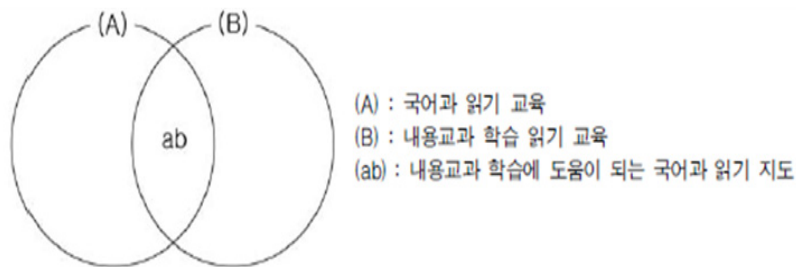 (A) (B)
ab
(A) : 국어과 읽기 교육
(B) : 내용교과 학습 읽기 교육
(ab) : 내용교과 학습에 도움이 되는 국어과 읽기 지도